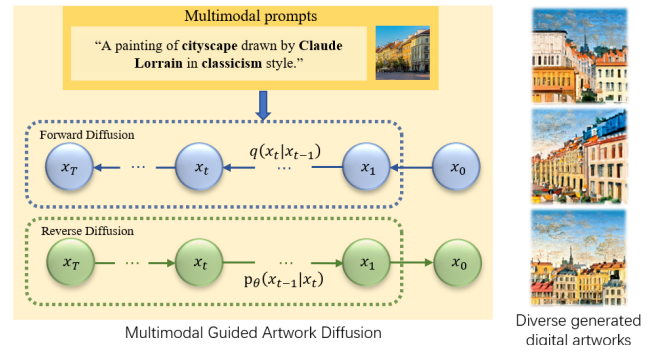 Multimodal prompts
“A painting of cityscape drawn by Claude
Lorrain in classicism style.”
Forward Diffusion
x_T ... x_t q(x_t|x_{t-1}) ... x_1 x_0
Reverse Diffusion
x_T ... x_t ... x_1 x_0
p_θ(x_{t-1}|x_t)
Multimodal Guided Artwork Diffusion
Diverse generated
digital artworks